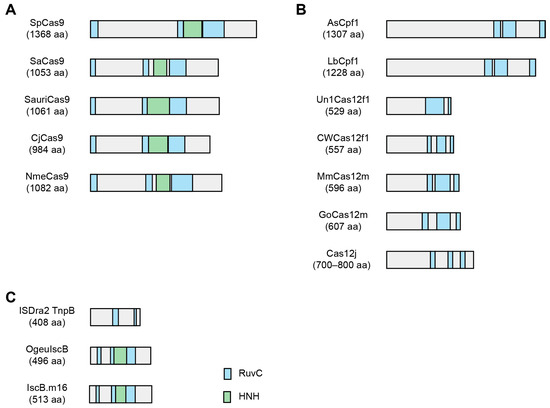 A
SpCas9
(1368 aa)
SaCas9
(1053 aa)
SauriCas9
(1061 aa)
CjCas9
(984 aa)
NmeCas9
(1082 aa)
B
AsCpf1
(1307 aa)
LbCpf1
(1228 aa)
Un1Cas12f1
(529 aa)
CWCas12f1
(557 aa)
MmCas12m
(596 aa)
GoCas12m
(607 aa)
Cas12j
(700–800 aa)
C
ISDra2 TnpB
(408 aa)
OgeuIscB
(496 aa)
IscB.m16
(513 aa)
RuvC
HNH